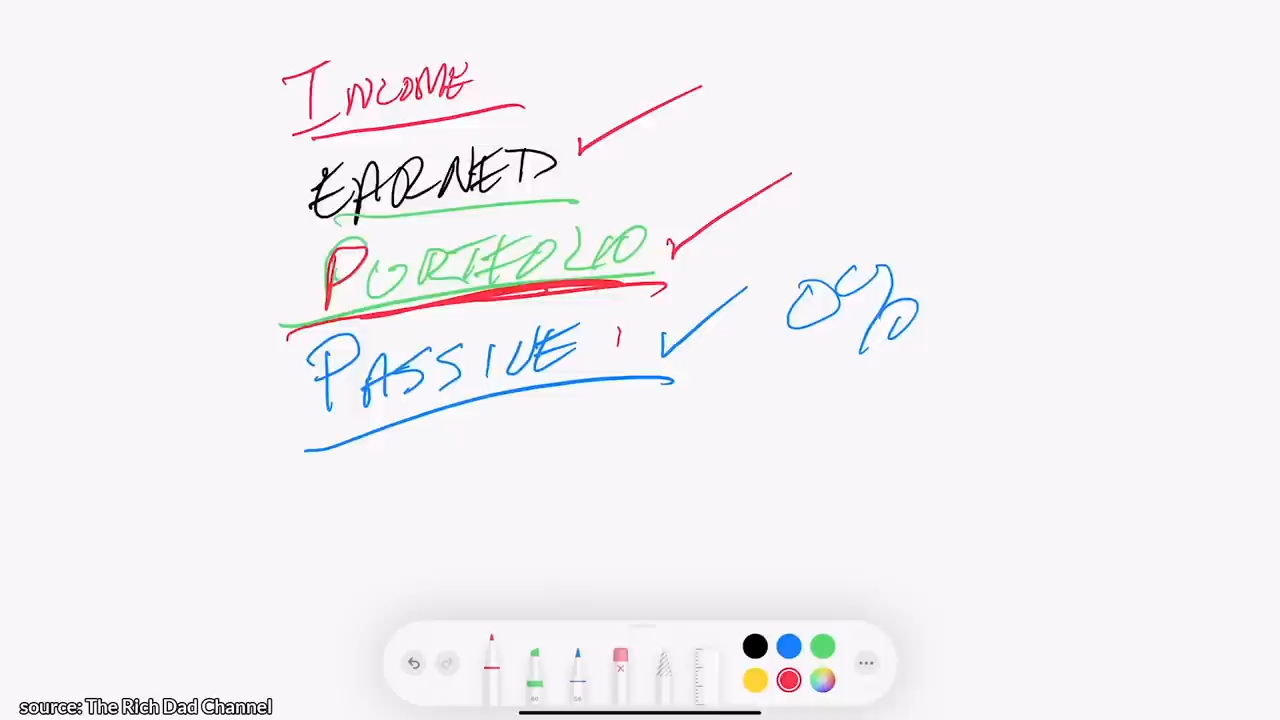 INCOME
EARNED
PORTFOLIO
PASSIVE
0%
source: The Rich Dad Channel